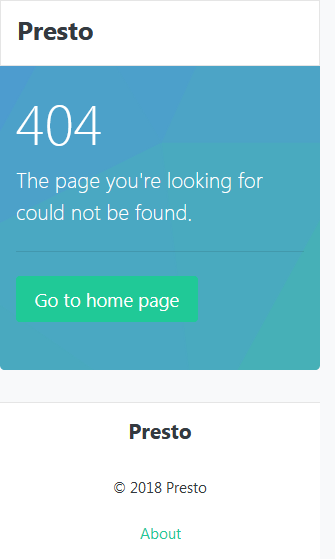 Presto
404
The page you're looking for
could not be found.
Go to home page
Presto
© 2018 Presto
About